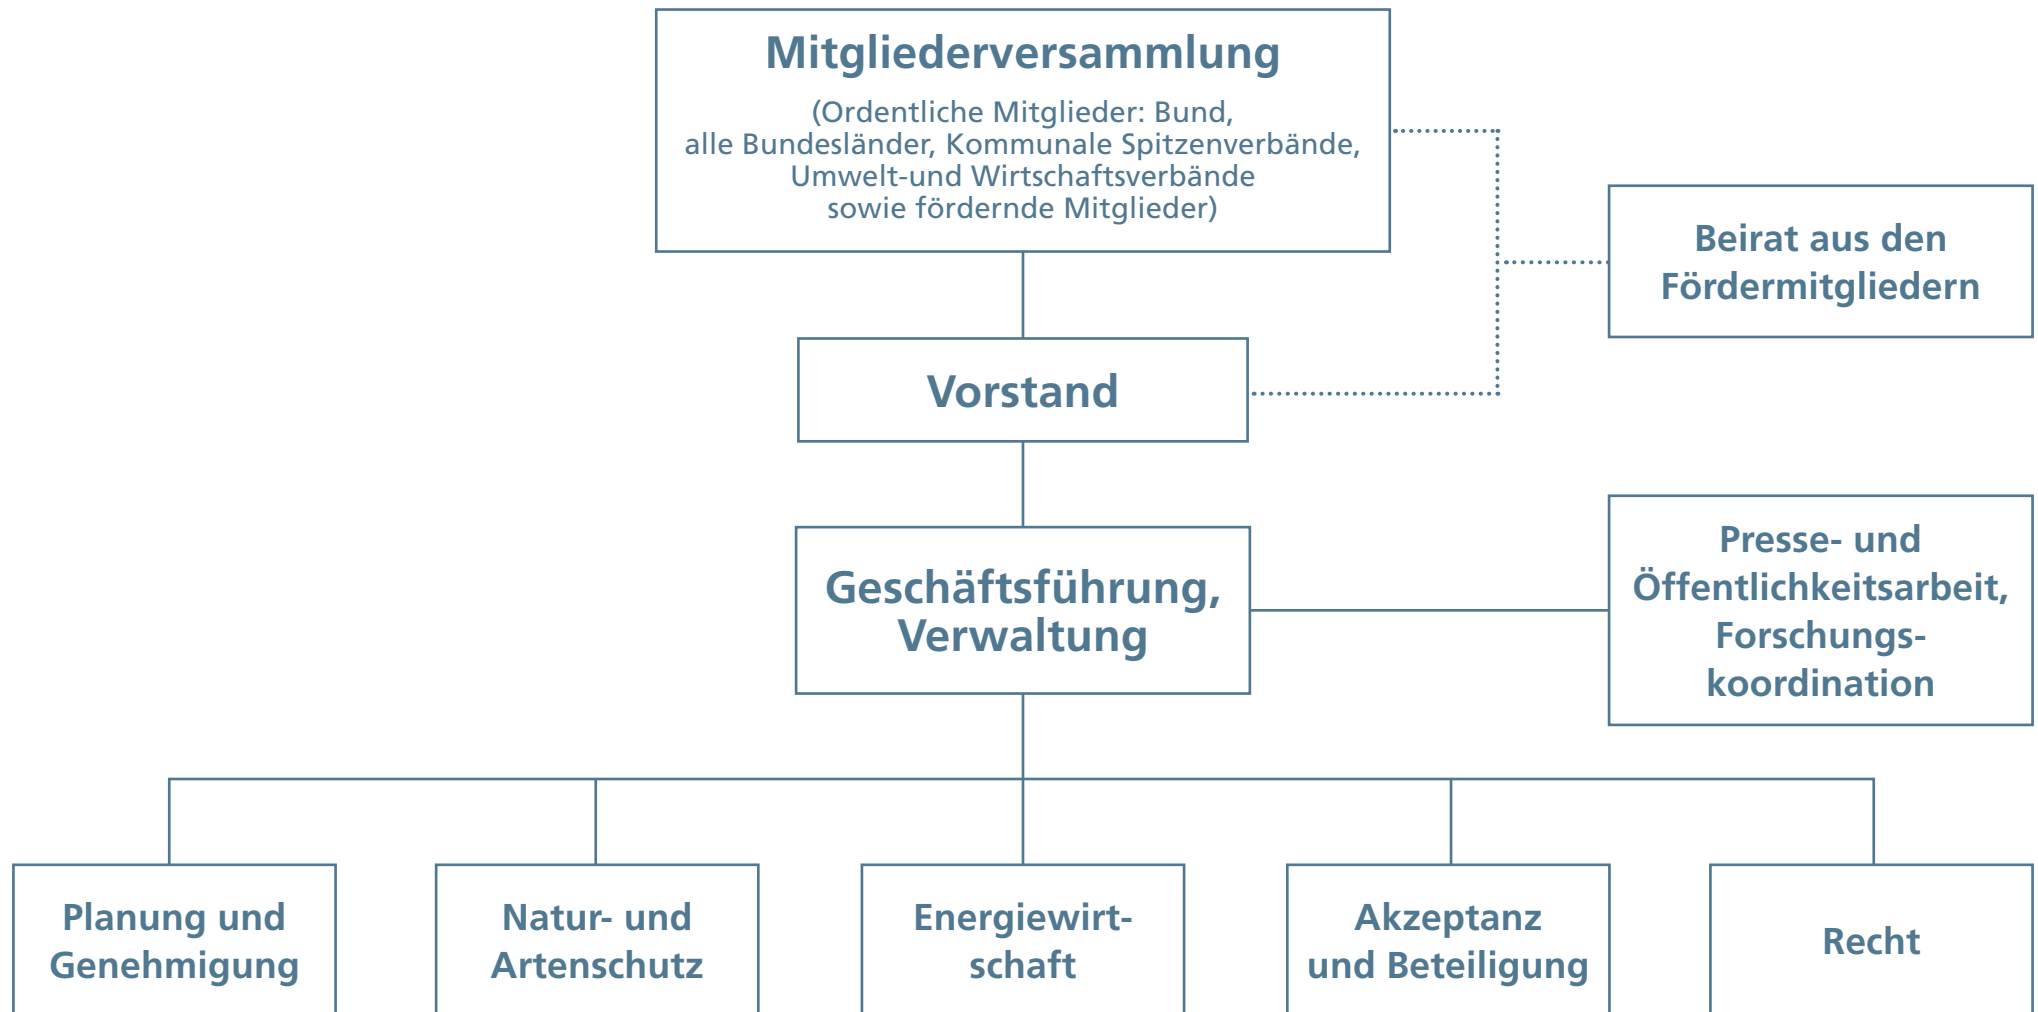 Mitgliederversammlung
(Ordentliche Mitglieder: Bund,
alle Bundesländer, Kommunale Spitzenverbände,
Umwelt-und Wirtschaftsverbände
sowie fördernde Mitglieder)
Beirat aus den
Fördermitgliedern
Vorstand
Geschäftsführung,
Verwaltung
Presse- und
Öffentlichkeitsarbeit,
Forschungs-
koordination
Planung und
Genehmigung
Natur- und
Artenschutz
Energiewirt-
schaft
Akzeptanz
und Beteiligung
Recht